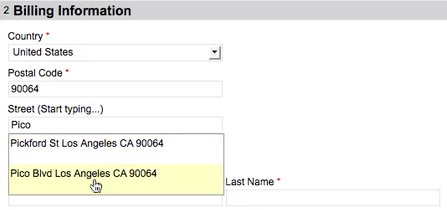 2 Billing Information
Country *
United States
Postal Code *
90064
Street (Start typing...)
Pico
Pickford St Los Angeles CA 90064
Pico Blvd Los Angeles CA 90064
Last Name *